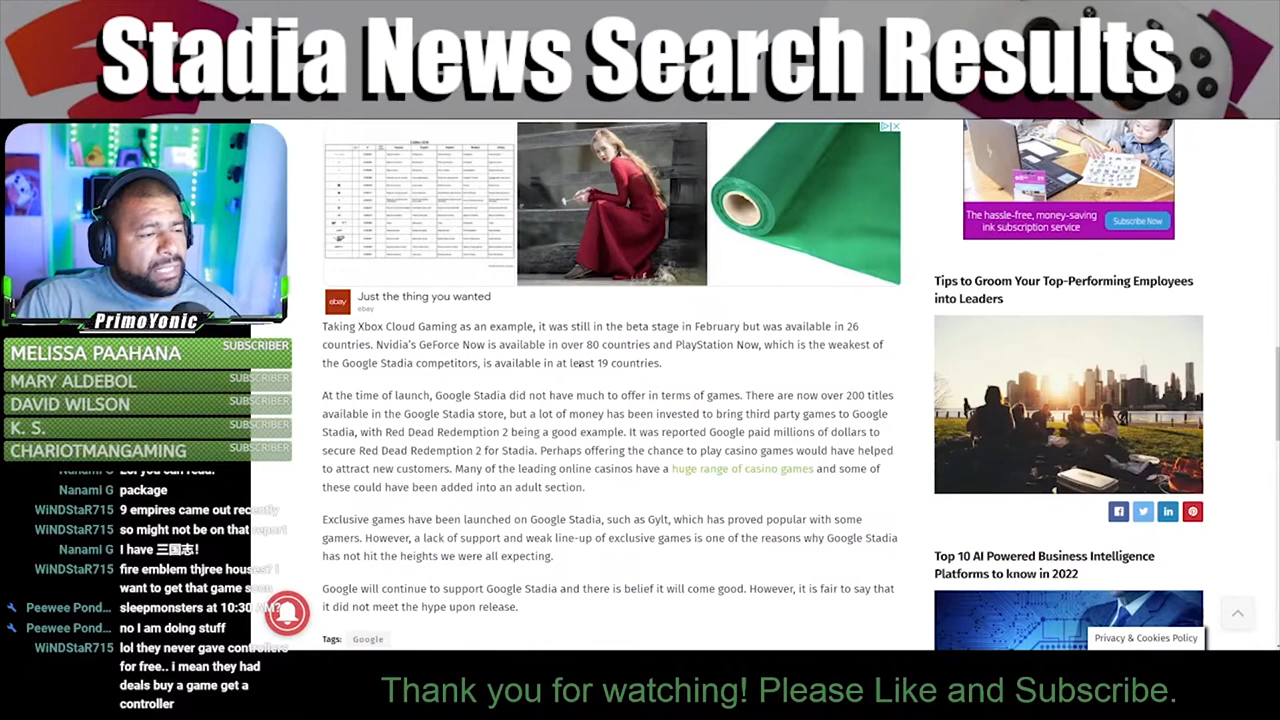 Stadia News Search Results
PrimoYonic
MELISSA PAAHANA SUBSCRIBER
MARY ALDEBOL SUBSCRIBER
DAVID WILSON SUBSCRIBER
K. S. SUBSCRIBER
CHARIOTMANGAMING SUBSCRIBER
Nanami G Lol you can read!
Nanami G package
WiNDStaR715 9 empires came out recently
WiNDStaR715 so might not be on that report
Nanami G I have 三国志!
WiNDStaR715 fire emblem thjree houses? I
want to get that game soon
Peewee Pond... sleepmonsters at 10:30 AM?
Peewee Pond... no I am doing stuff
WiNDStaR715 lol they never gave controllers
for free.. i mean they had
deals buy a game get a
controller
ebay
Just the thing you wanted
ebay
Taking Xbox Cloud Gaming as an example, it was still in the beta stage in February but was available in 26
countries. Nvidia's GeForce Now is available in over 80 countries and PlayStation Now, which is the weakest of
the Google Stadia competitors, is available in at least 19 countries.
At the time of launch, Google Stadia did not have much to offer in terms of games. There are now over 200 titles
available in the Google Stadia store, but a lot of money has been invested to bring third party games to Google
Stadia, with Red Dead Redemption 2 being a good example. It was reported Google paid millions of dollars to
secure Red Dead Redemption 2 for Stadia. Perhaps offering the chance to play casino games would have helped
to attract new customers. Many of the leading online casinos have a huge range of casino games and some of
these could have been added into an adult section.
Exclusive games have been launched on Google Stadia, such as Gylt, which has proved popular with some
gamers. However, a lack of support and weak line-up of exclusive games is one of the reasons why Google Stadia
has not hit the heights we were all expecting.
Google will continue to support Google Stadia and there is belief it will come good. However, it is fair to say that
it did not meet the hype upon release.
Tags: Google
The hassle-free, money-saving
ink subscription service
Subscribe Now
Tips to Groom Your Top-Performing Employees
into Leaders
Top 10 AI Powered Business Intelligence
Platforms to know in 2022
Privacy & Cookies Policy
Thank you for watching! Please Like and Subscribe.